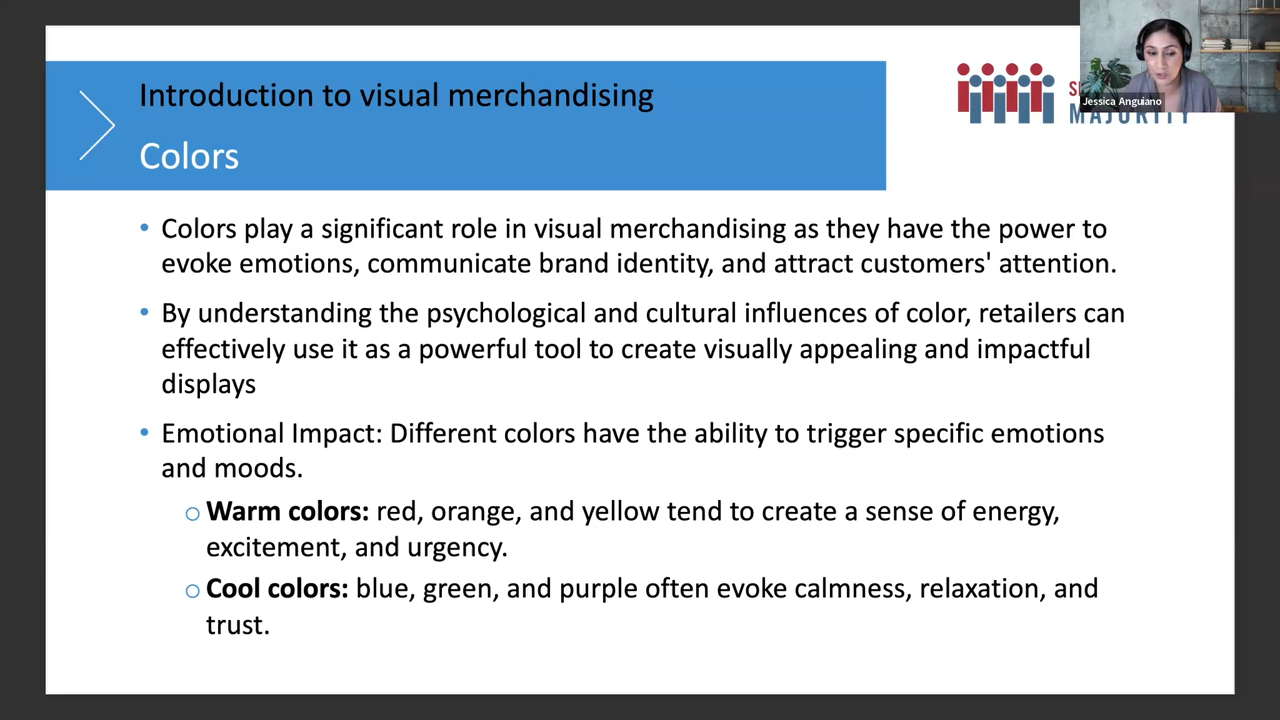 Introduction to visual merchandising
Colors
Jessica Anguiano
MAJORITY
• Colors play a significant role in visual merchandising as they have the power to
evoke emotions, communicate brand identity, and attract customers' attention.
• By understanding the psychological and cultural influences of color, retailers can
effectively use it as a powerful tool to create visually appealing and impactful
displays
• Emotional Impact: Different colors have the ability to trigger specific emotions
and moods.
○ Warm colors: red, orange, and yellow tend to create a sense of energy,
excitement, and urgency.
○ Cool colors: blue, green, and purple often evoke calmness, relaxation, and
trust.